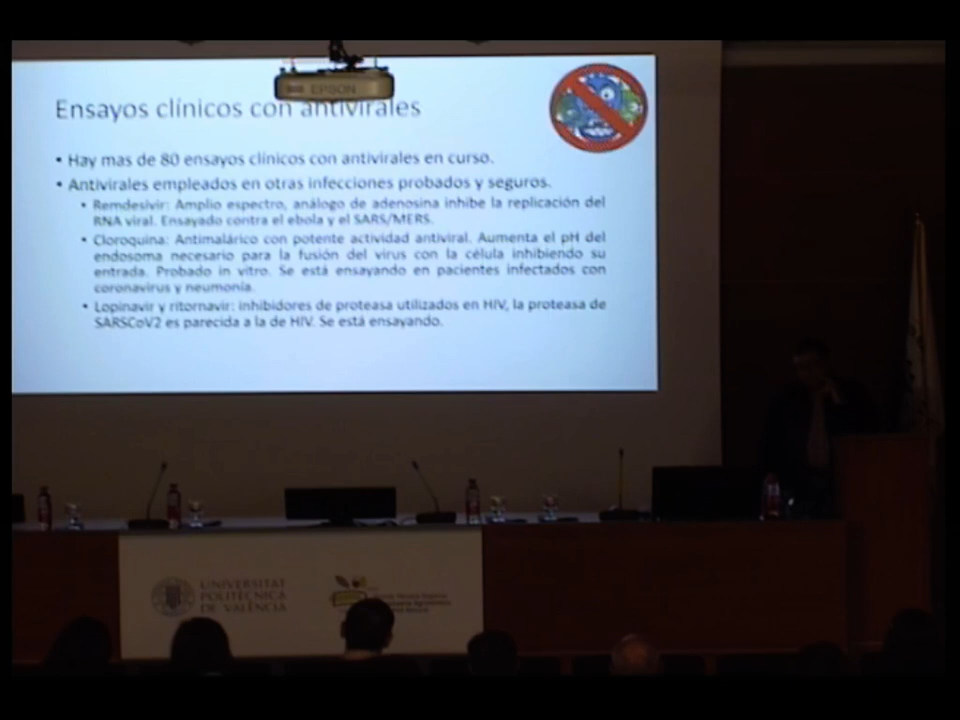 EPSON
Ensayos clínicos con antivirales
• Hay mas de 80 ensayos clínicos con antivirales en curso.
• Antivirales empleados en otras infecciones probados y seguros.
• Remdesivir: Amplio espectro, análogo de adenosina inhibe la replicación del
RNA viral. Ensayado contra el ebola y el SARS/MERS.
• Cloroquina: Antimalárico con potente actividad antiviral. Aumenta el pH del
endosoma necesario para la fusión del virus con la célula inhibiendo su
entrada. Probado in vitro. Se está ensayando en pacientes infectados con
coronavirus y neumonía.
• Lopinavir y ritornavir: inhibidores de proteasa utilizados en HIV, la proteasa de
SARSCoV2 es parecida a la de HIV. Se está ensayando.
UNIVERSITAT
POLITÈCNICA
DE VALÈNCIA